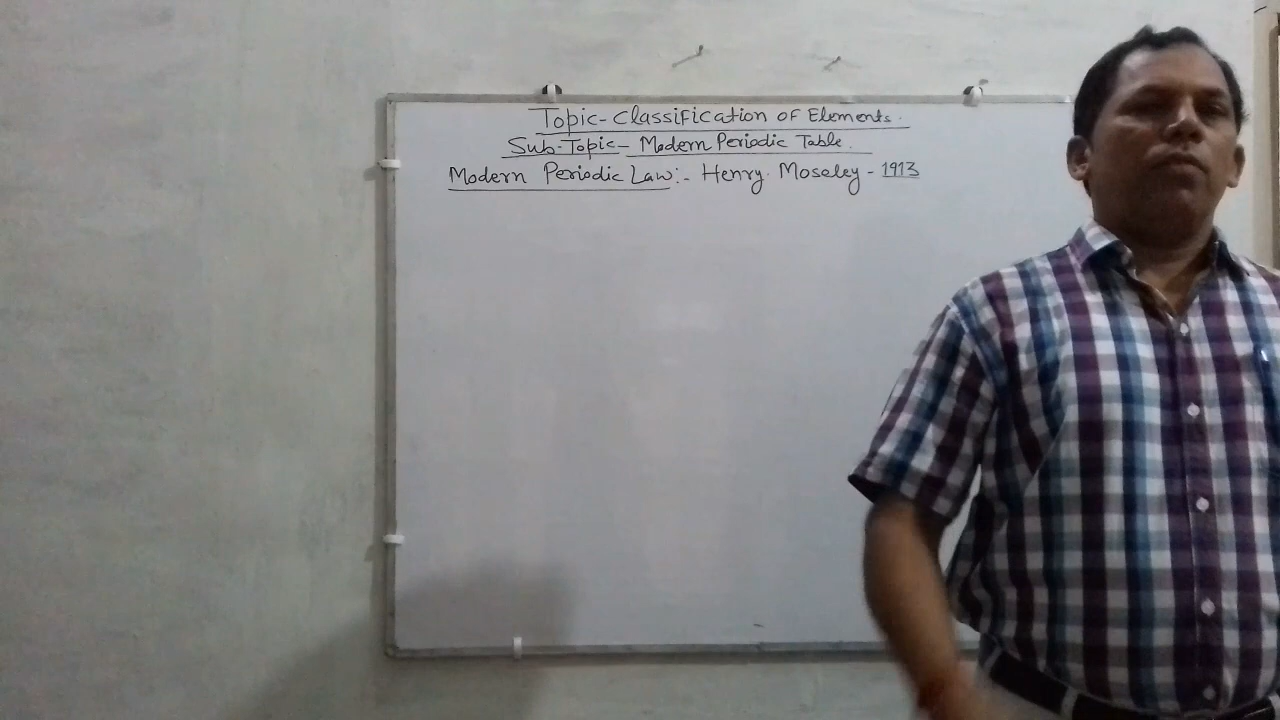 Topic- Classification of Elements.
Sub-Topic- Modern Periodic Table.
Modern Periodic Law:- Henry Moseley - 1913